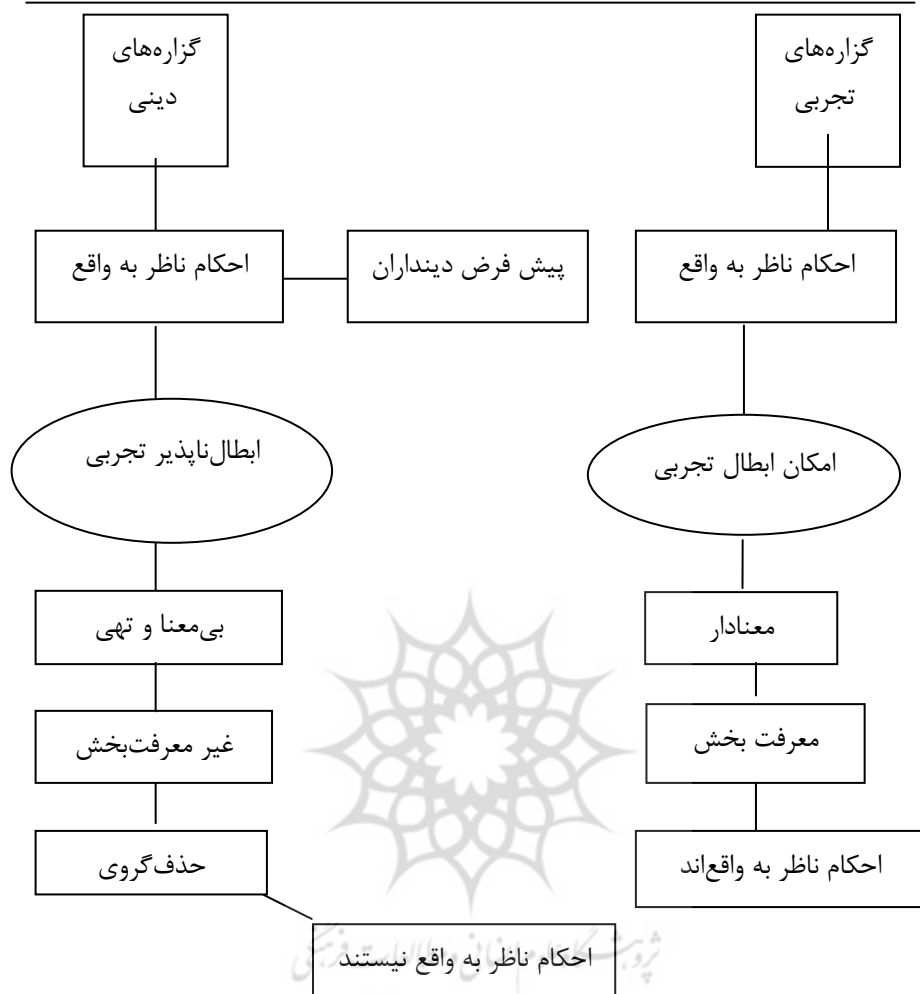 گزاره‌های
تجربی
احکام ناظر به واقع
امکان ابطال تجربی
معنادار
معرفت بخش
احکام ناظر به واقع‌اند
گزاره‌های
دینی
احکام ناظر به واقع
پیش فرض دینداران
ابطال‌ناپذیر تجربی
بی‌معنا و تهی
غیر معرفت‌بخش
حذف‌گروی
احکام ناظر به واقع نیستند